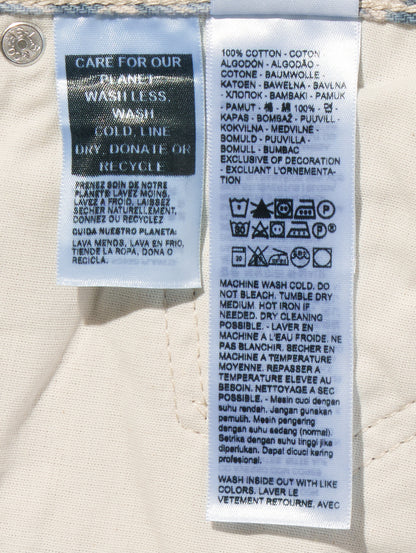 CARE FOR OUR
PLANET
WASH LESS,
WASH
COLD, LINE
DRY, DONATE OR
RECYCLE
PRENEZ SOIN DE NOTRE
PLANÈTE: LAVEZ MOINS,
LAVEZ A FROID, LAISSEZ
SÉCHER NATURELLEMENT,
DONNEZ OU RECYCLEZ
CUIDA NUESTRO PLANETA:
LAVA MENOS, LAVA EN FRÍO,
TIENDE LA ROPA, DONA O
RECICLA.
100% COTTON - COTON
ALGODÓN - ALGODÃO -
COTONE - BAUMWOLLE -
KATOEN - BAWEŁNA - BAVLNA
- ХЛОПОК - BAMBAKI - PAMUK
- PAMUT - 棉 - 綿 100% - 면 -
KAPAS - BOMBAŽ - PUUVILL -
KOKVILNA - MEDVILNE -
BOMULD - PUUVILLA -
BOMULL - BUMBAC
EXCLUSIVE OF DECORATION
- EXCLUANT L'ORNEMENTA-
TION
MACHINE WASH COLD. DO
NOT BLEACH. TUMBLE DRY
MEDIUM. HOT IRON IF
NEEDED. DRY CLEANING
POSSIBLE. - LAVER EN
MACHINE A L'EAU FROIDE. NE
PAS BLANCHIR. SECHER EN
MACHINE A TEMPERATURE
MOYENNE. REPASSER A
TEMPERATURE ELEVEE AU
BESOIN. NETTOYAGE A SEC
POSSIBLE. - Mesin cuci dengan
suhu rendah. Jangan gunakan
pemutih. Mesin pengering
dengan suhu sedang (normal).
Setrika dengan suhu tinggi jika
diperlukan. Dapat dicuci kering
profesional.
WASH INSIDE OUT WITH LIKE
COLORS. LAVER LE
VETEMENT RETOURNE, AVEC